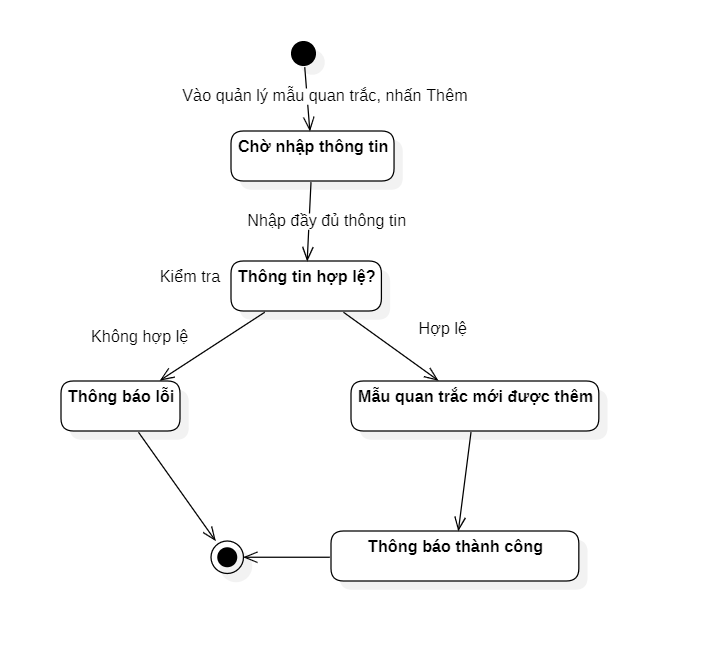 Vào quản lý mẫu quan trắc, nhấn Thêm
Chờ nhập thông tin
Nhập đầy đủ thông tin
Kiểm tra
Thông tin hợp lệ?
Không hợp lệ
Hợp lệ
Thông báo lỗi
Mẫu quan trắc mới được thêm
Thông báo thành công